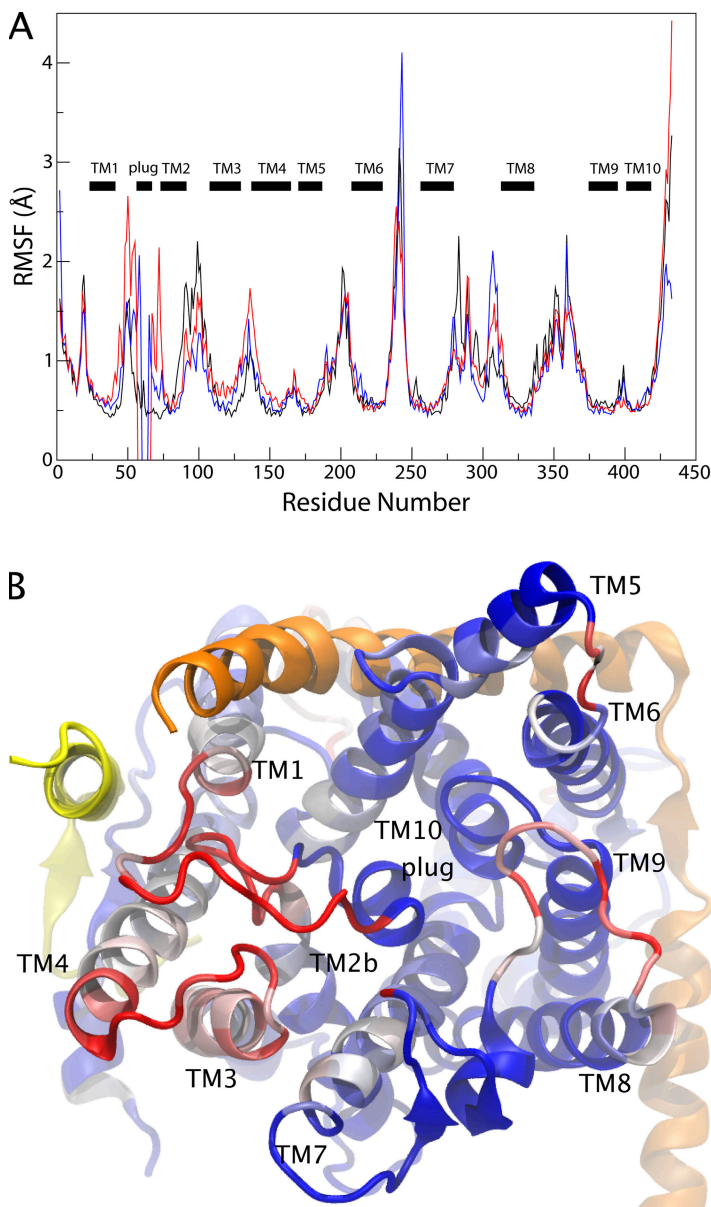 A
4
3
2
1
0
RMSF (Å)
TM1 plug TM2 TM3 TM4 TM5 TM6 TM7 TM8 TM9 TM10
0 50 100 150 200 250 300 350 400 450
Residue Number
B
TM5
TM6
TM1
TM10
plug
TM9
TM4
TM2b
TM3
TM8
TM7